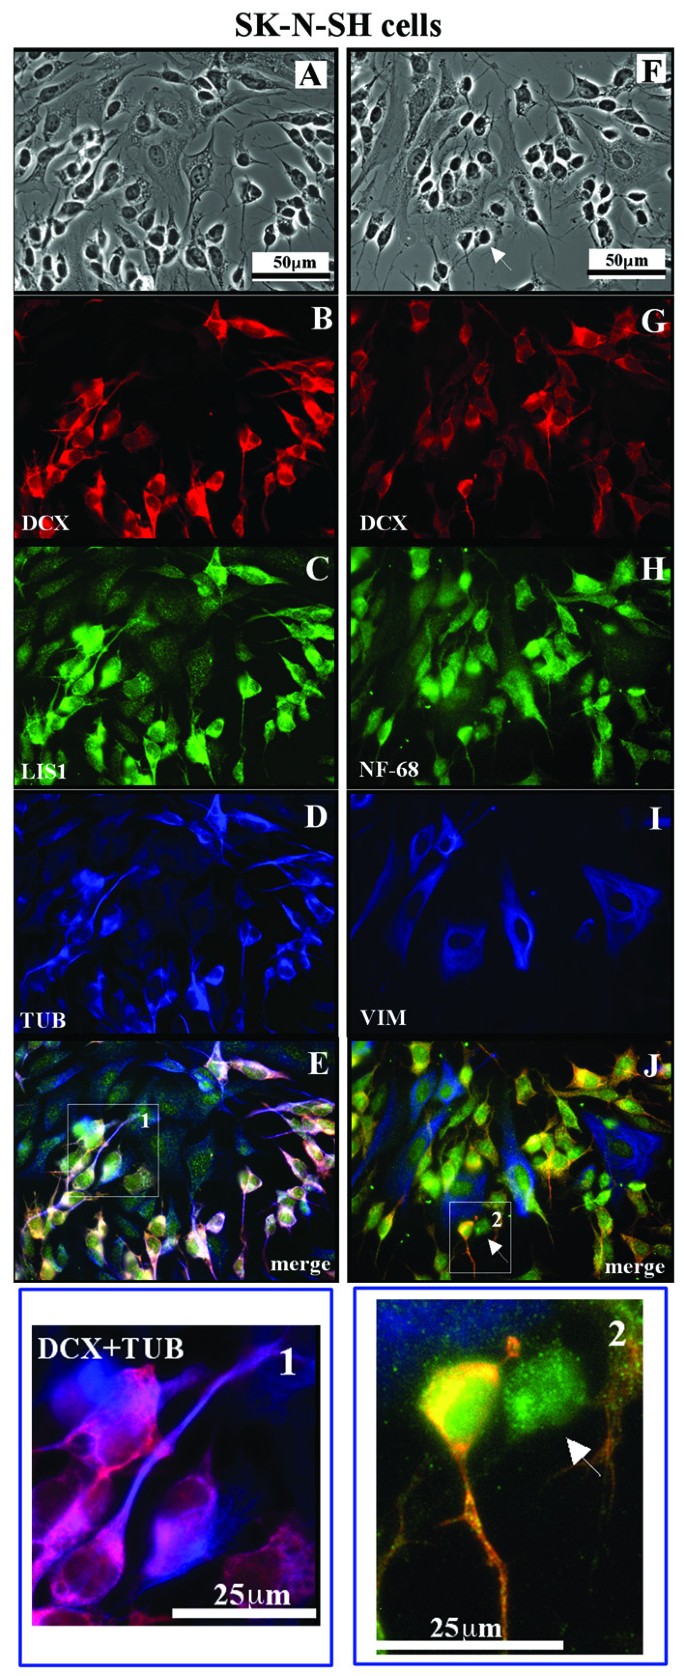 SK-N-SH cells
A
50µm
B
DCX
C
LIS1
D
TUB
E
1
merge
DCX+TUB
1
25µm
F
50µm
G
DCX
H
NF-68
I
VIM
J
2
merge
2
25µm